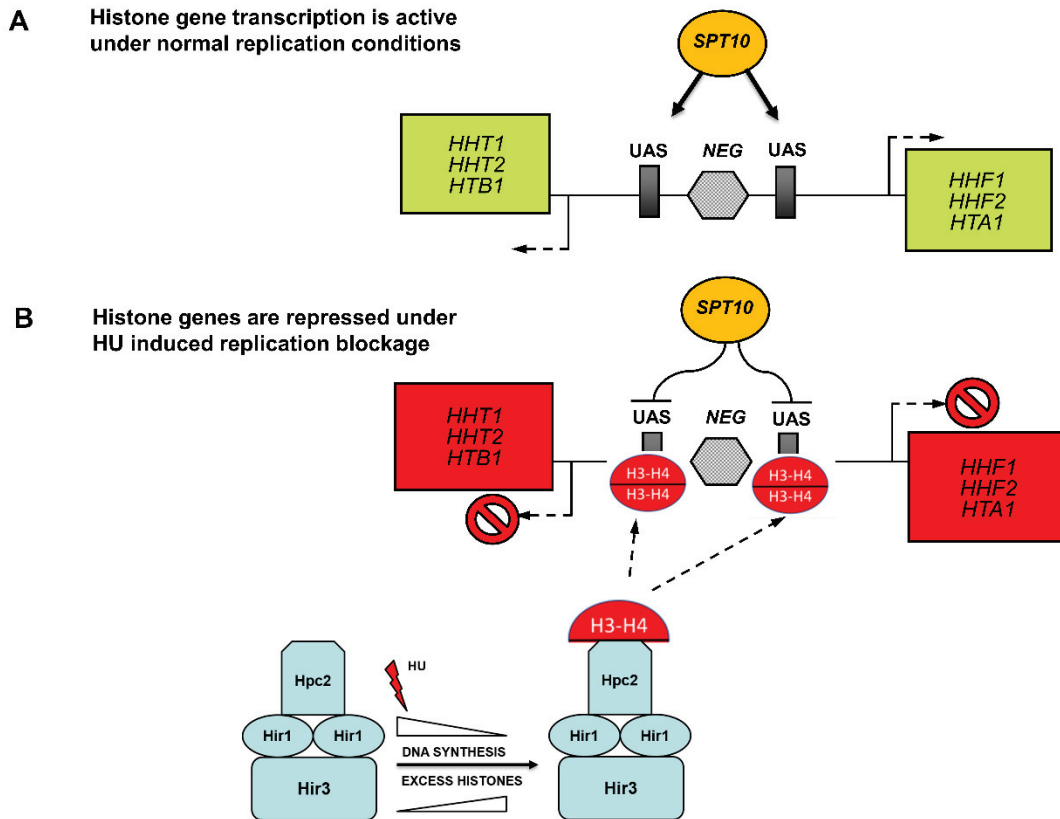 A
Histone gene transcription is active
under normal replication conditions
SPT10
HHT1
HHT2
HTB1
UAS
NEG
UAS
HHF1
HHF2
HTA1
B
Histone genes are repressed under
HU induced replication blockage
SPT10
HHT1
HHT2
HTB1
UAS
NEG
UAS
H3-H4
H3-H4
H3-H4
H3-H4
HHF1
HHF2
HTA1
H3-H4
Hpc2
HU
Hpc2
Hir1
Hir1
DNA SYNTHESIS
Hir1
Hir1
Hir3
EXCESS HISTONES
Hir3